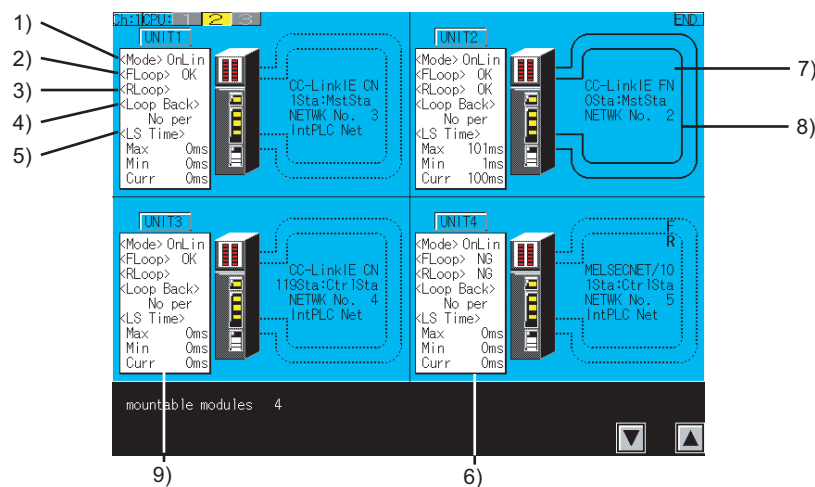 Ch:1 CPU: 1 2 3 END
1)
2)
3)
4)
5)
UNIT1
<Mode> OnLin
<FLoop> OK
<RLoop>
<Loop Back>
No per
<LS Time>
Max 0ms
Min 0ms
Curr 0ms
CC-LinkIE CN
1Sta:MstSta
NETWK No. 3
IntPLC Net
UNIT2
<Mode> OnLin
<FLoop> OK
<RLoop> OK
<Loop Back>
No per
<LS Time>
Max 101ms
Min 1ms
Curr 100ms
CC-LinkIE FN
0Sta:MstSta
NETWK No. 2
7)
8)
UNIT3
<Mode> OnLin
<FLoop> OK
<RLoop>
<Loop Back>
No per
<LS Time>
Max 0ms
Min 0ms
Curr 0ms
CC-LinkIE CN
119Sta:CtrlSta
NETWK No. 4
IntPLC Net
UNIT4
<Mode> OnLin
<FLoop> NG
<RLoop> NG
<Loop Back>
No per
<LS Time>
Max 0ms
Min 0ms
Curr 0ms
F
R
MELSECNET/10
1Sta:CtrlSta
NETWK No. 5
IntPLC Net
mountable modules 4
9)
6)